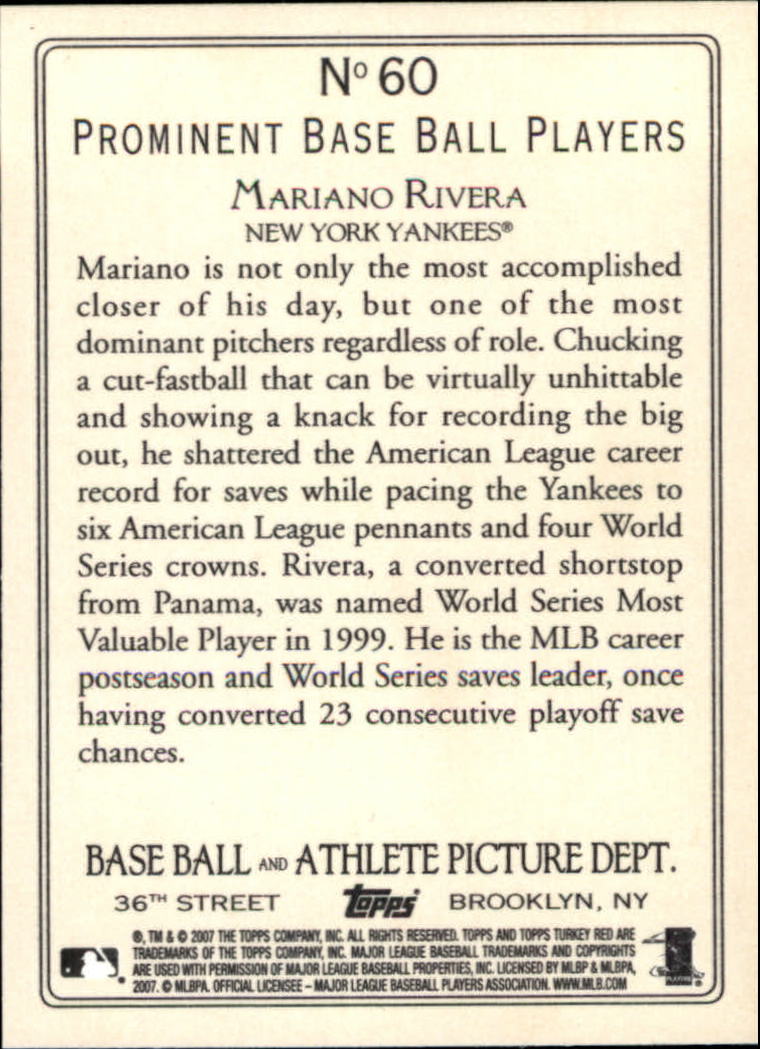 Nº 60
PROMINENT BASE BALL PLAYERS
MARIANO RIVERA
NEW YORK YANKEES®
Mariano is not only the most accomplished
closer of his day, but one of the most
dominant pitchers regardless of role. Chucking
a cut-fastball that can be virtually unhittable
and showing a knack for recording the big
out, he shattered the American League career
record for saves while pacing the Yankees to
six American League pennants and four World
Series crowns. Rivera, a converted shortstop
from Panama, was named World Series Most
Valuable Player in 1999. He is the MLB career
postseason and World Series saves leader, once
having converted 23 consecutive playoff save
chances.
BASE BALL AND ATHLETE PICTURE DEPT.
36TH STREET topps BROOKLYN, NY
®, TM & © 2007 THE TOPPS COMPANY, INC. ALL RIGHTS RESERVED. TOPPS AND TOPPS TURKEY RED ARE
TRADEMARKS OF THE TOPPS COMPANY, INC. MAJOR LEAGUE BASEBALL TRADEMARKS AND COPYRIGHTS
ARE USED WITH PERMISSION OF MAJOR LEAGUE BASEBALL PROPERTIES, INC. LICENSED BY MLBP & MLBPA,
2007. © MLBPA. OFFICIAL LICENSEE – MAJOR LEAGUE BASEBALL PLAYERS ASSOCIATION. WWW.MLB.COM